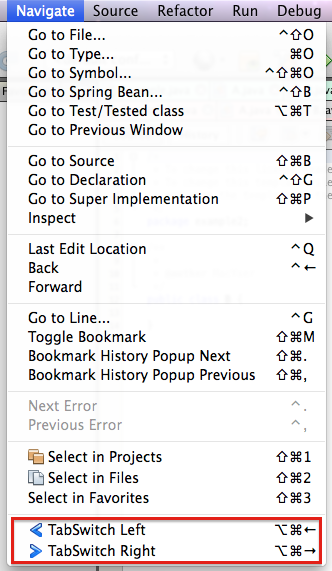 Navigate Source Refactor Run Debug
Go to File... ^⇧O
Go to Type... ⌘O
Go to Symbol... ^⇧⌘O
Go to Spring Bean... ^⇧B
Go to Test/Tested class ⌥⌘T
Go to Previous Window
Go to Source ⇧⌘B
Go to Declaration ^⇧G
Go to Super Implementation ⇧⌘P
Inspect ▶
Last Edit Location ^Q
Back ^←
Forward
Go to Line... ^G
Toggle Bookmark ⇧⌘M
Bookmark History Popup Next ⇧⌘.
Bookmark History Popup Previous ⇧⌘,
Next Error ^.
Previous Error ^,
Select in Projects ⇧⌘1
Select in Files ⇧⌘2
Select in Favorites ⇧⌘3
TabSwitch Left ⌥⌘←
TabSwitch Right ⌥⌘→